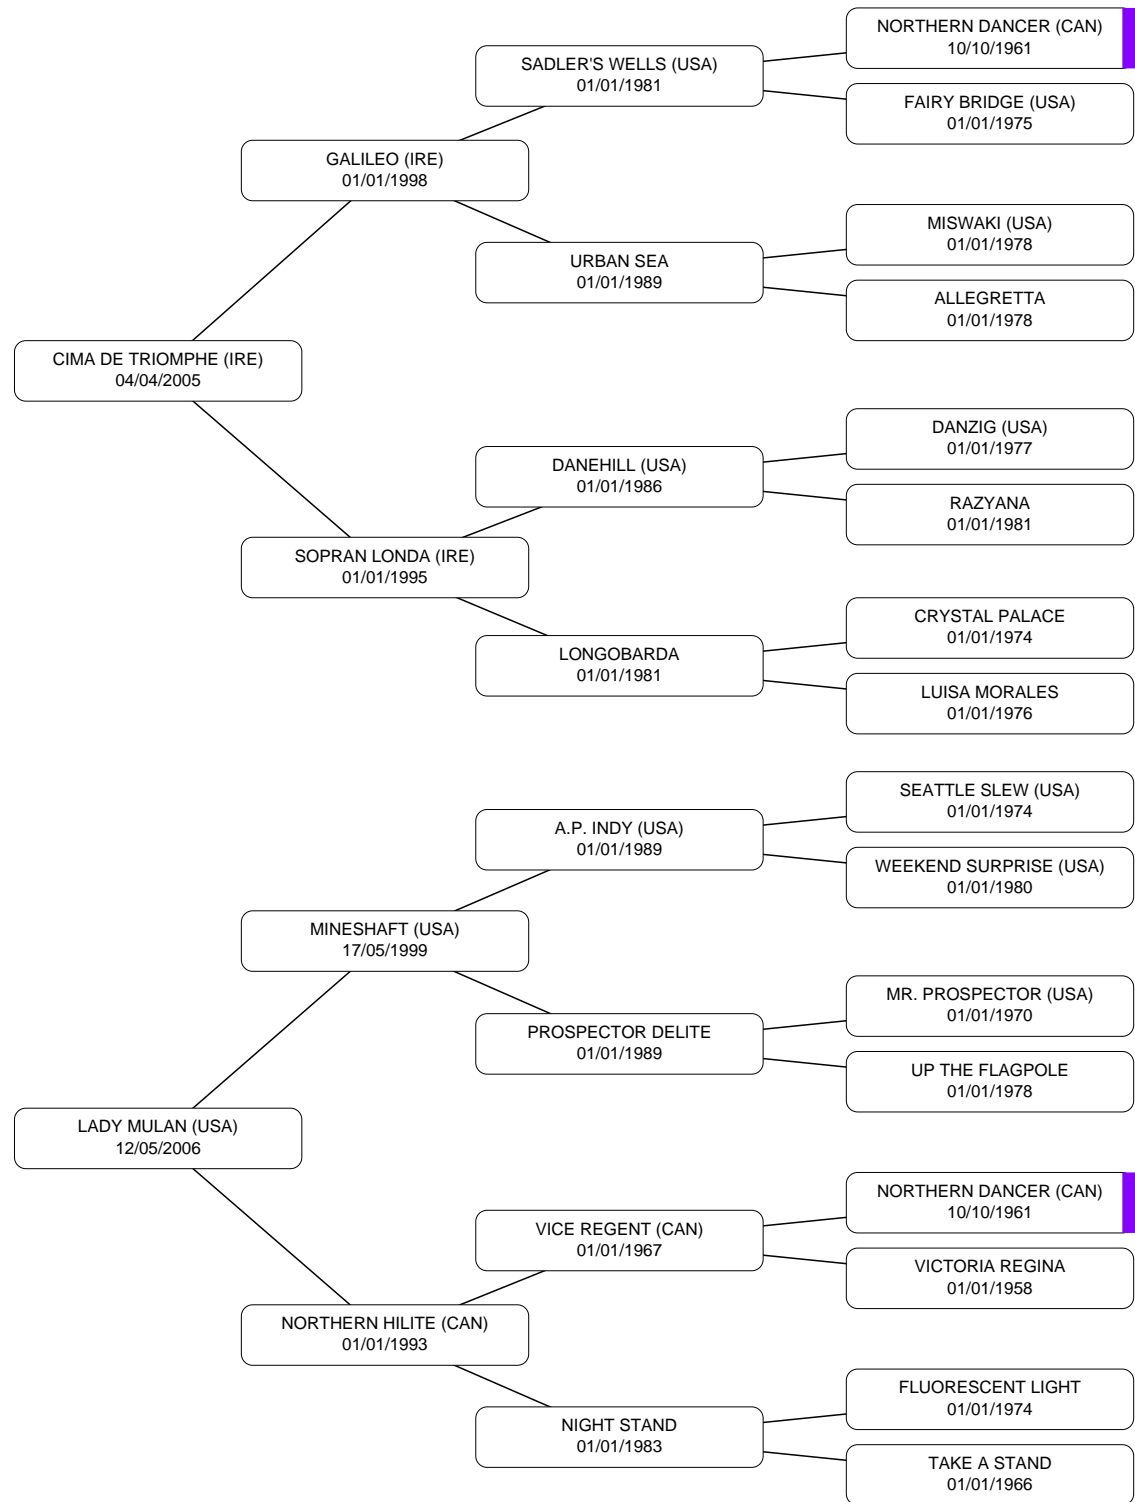 NORTHERN DANCER (CAN)
10/10/1961
SADLER'S WELLS (USA)
01/01/1981
FAIRY BRIDGE (USA)
01/01/1975
GALILEO (IRE)
01/01/1998
MISWAKI (USA)
01/01/1978
URBAN SEA
01/01/1989
ALLEGRETTA
01/01/1978
CIMA DE TRIOMPHE (IRE)
04/04/2005
DANZIG (USA)
01/01/1977
DANEHILL (USA)
01/01/1986
RAZYANA
01/01/1981
SOPRAN LONDA (IRE)
01/01/1995
CRYSTAL PALACE
01/01/1974
LONGOBARDA
01/01/1981
LUISA MORALES
01/01/1976
SEATTLE SLEW (USA)
01/01/1974
A.P. INDY (USA)
01/01/1989
WEEKEND SURPRISE (USA)
01/01/1980
MINESHAFT (USA)
17/05/1999
MR. PROSPECTOR (USA)
01/01/1970
PROSPECTOR DELITE
01/01/1989
UP THE FLAGPOLE
01/01/1978
LADY MULAN (USA)
12/05/2006
NORTHERN DANCER (CAN)
10/10/1961
VICE REGENT (CAN)
01/01/1967
VICTORIA REGINA
01/01/1958
NORTHERN HILITE (CAN)
01/01/1993
FLUORESCENT LIGHT
01/01/1974
NIGHT STAND
01/01/1983
TAKE A STAND
01/01/1966